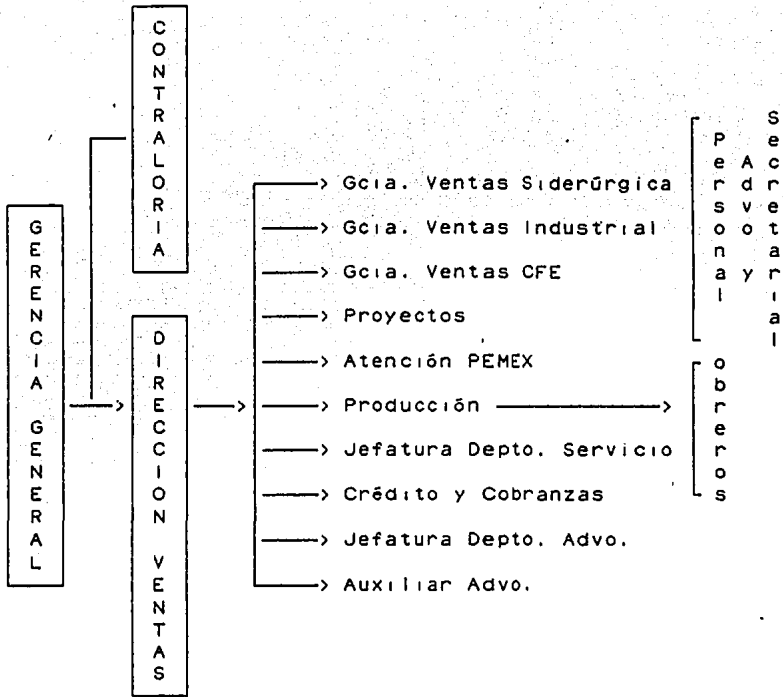 GERENCIA GENERAL
CONTRALORIA
DIRECCION VENTAS
Gcia. Ventas Siderúrgica
Gcia. Ventas Industrial
Gcia. Ventas CFE
Proyectos
Atención PEMEX
Producción
Jefatura Depto. Servicio
Crédito y Cobranzas
Jefatura Depto. Advo.
Auxiliar Advo.
Personal
Advo y
Secretarial
obreros